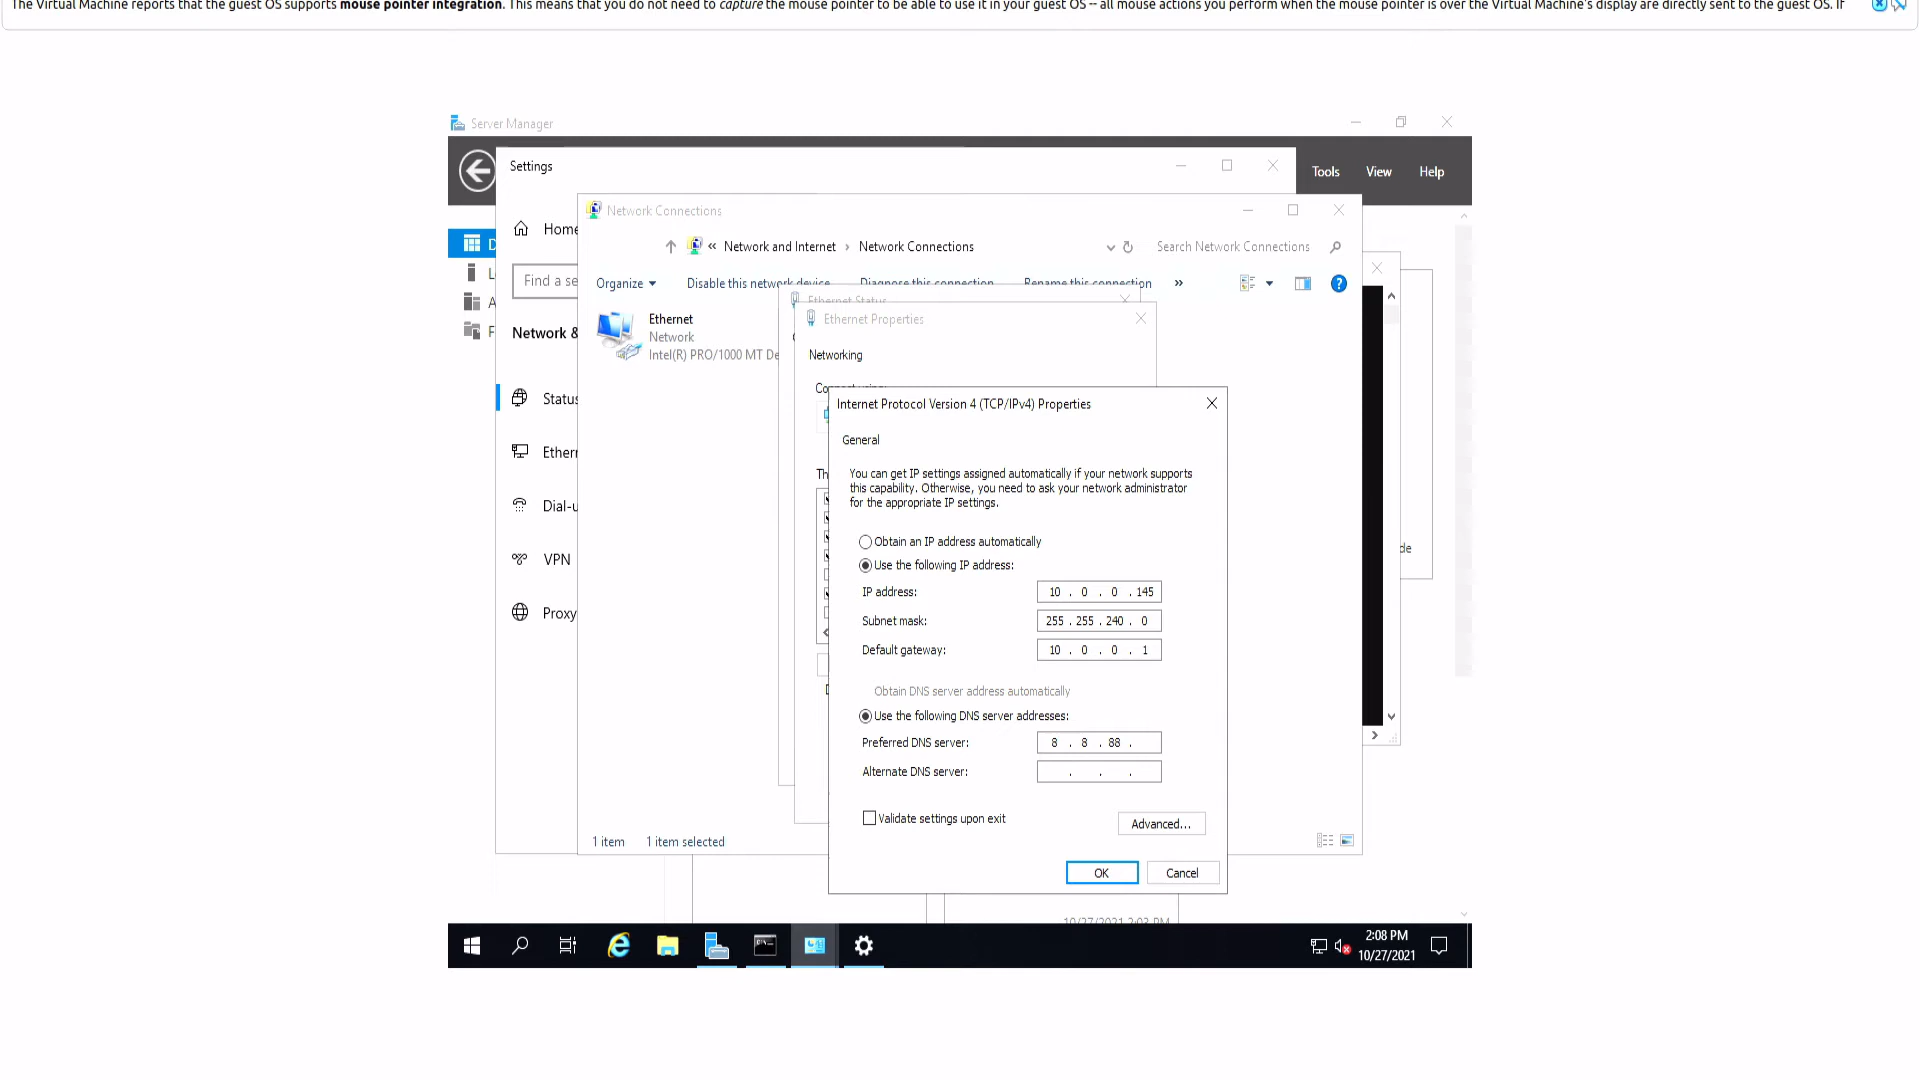 The Virtual Machine reports that the guest OS supports mouse pointer integration. This means that you do not need to capture the mouse pointer to be able to use it in your guest OS -- all mouse actions you perform when the mouse pointer is over the Virtual Machine's display are directly sent to the guest OS. If
Server Manager
Settings
Tools View Help
Network Connections
Home
« Network and Internet › Network Connections
Search Network Connections
Find a se
Organize
Disable this network device
Diagnose this connection
Rename this connection
»
Ethernet Status
Ethernet Properties
Ethernet
Network
Intel(R) PRO/1000 MT De
Network &
Networking
Status
Internet Protocol Version 4 (TCP/IPv4) Properties
General
Ether
You can get IP settings assigned automatically if your network supports
this capability. Otherwise, you need to ask your network administrator
for the appropriate IP settings.
Dial-u
Obtain an IP address automatically
VPN
Use the following IP address:
IP address: 10 . 0 . 0 . 145
Proxy
Subnet mask: 255 . 255 . 240 . 0
Default gateway: 10 . 0 . 0 . 1
Obtain DNS server address automatically
Use the following DNS server addresses:
Preferred DNS server: 8 . 8 . 88 .
Alternate DNS server: . . .
Validate settings upon exit
Advanced...
1 item 1 item selected
OK Cancel
10/27/2021 2:03 PM
2:08 PM
10/27/2021